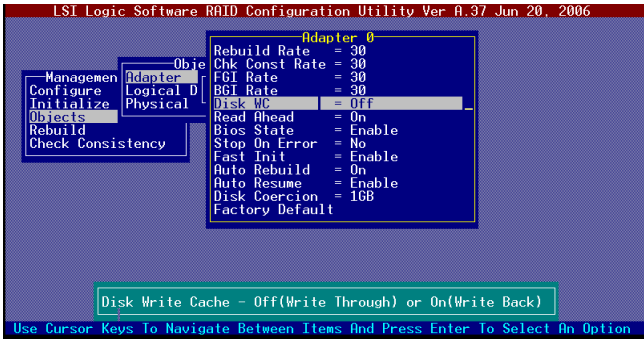 LSI Logic Software RAID Configuration Utility Ver A.37 Jun 20, 2006
Adapter 0
Rebuild Rate = 30
Chk Const Rate = 30
FGI Rate = 30
BGI Rate = 30
Disk WC = Off
Read Ahead = On
Bios State = Enable
Stop On Error = No
Fast Init = Enable
Auto Rebuild = On
Auto Resume = Enable
Disk Coercion = 1GB
Factory Default
Obje
Adapter
Logical D
Physical
Managemen
Configure
Initialize
Objects
Rebuild
Check Consistency
Disk Write Cache - Off(Write Through) or On(Write Back)
Use Cursor Keys To Navigate Between Items And Press Enter To Select An Option